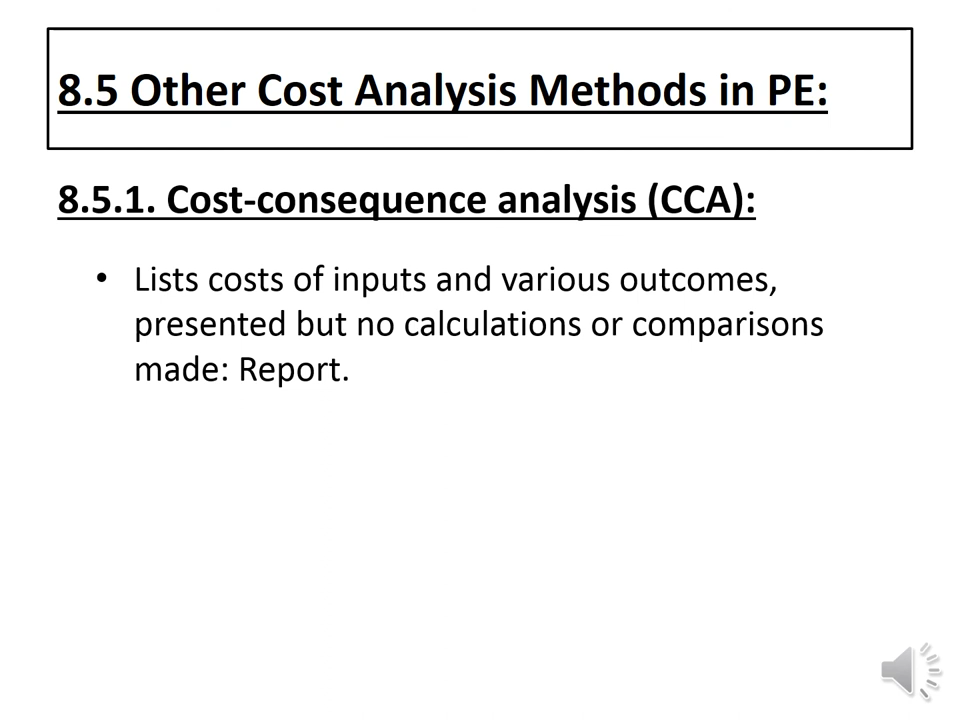 8.5 Other Cost Analysis Methods in PE:
8.5.1. Cost-consequence analysis (CCA):
• Lists costs of inputs and various outcomes,
presented but no calculations or comparisons
made: Report.